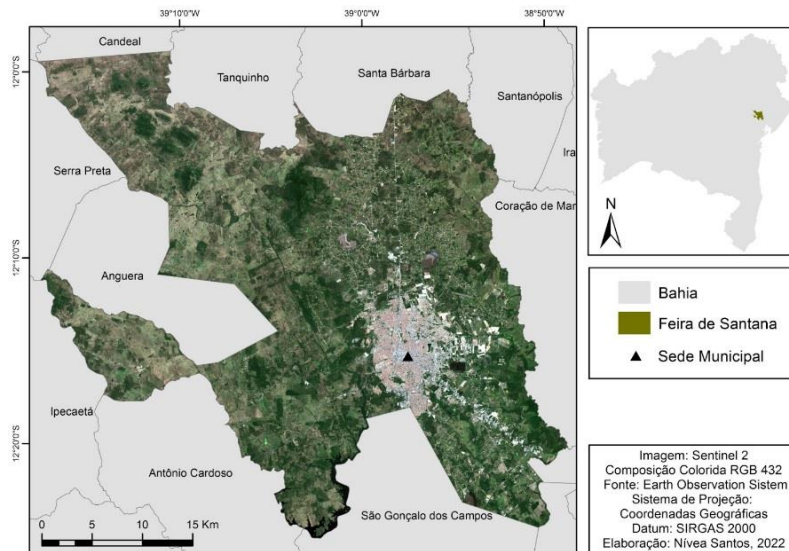 39°10'0"W
39°0'0"W
38°50'0"W
12°0'0"S
12°10'0"S
12°20'0"S
Candeal
Tanquinho
Santa Bárbara
Santanópolis
Ira
Serra Preta
Coração de Mar
Anguera
Ipecaetá
Antônio Cardoso
São Gonçalo dos Campos
0 5 10 15 Km
N
Bahia
Feira de Santana
Sede Municipal
Imagem: Sentinel 2
Composição Colorida RGB 432
Fonte: Earth Observation Sistem
Sistema de Projeção:
Coordenadas Geográficas
Datum: SIRGAS 2000
Elaboração: Nívea Santos, 2022